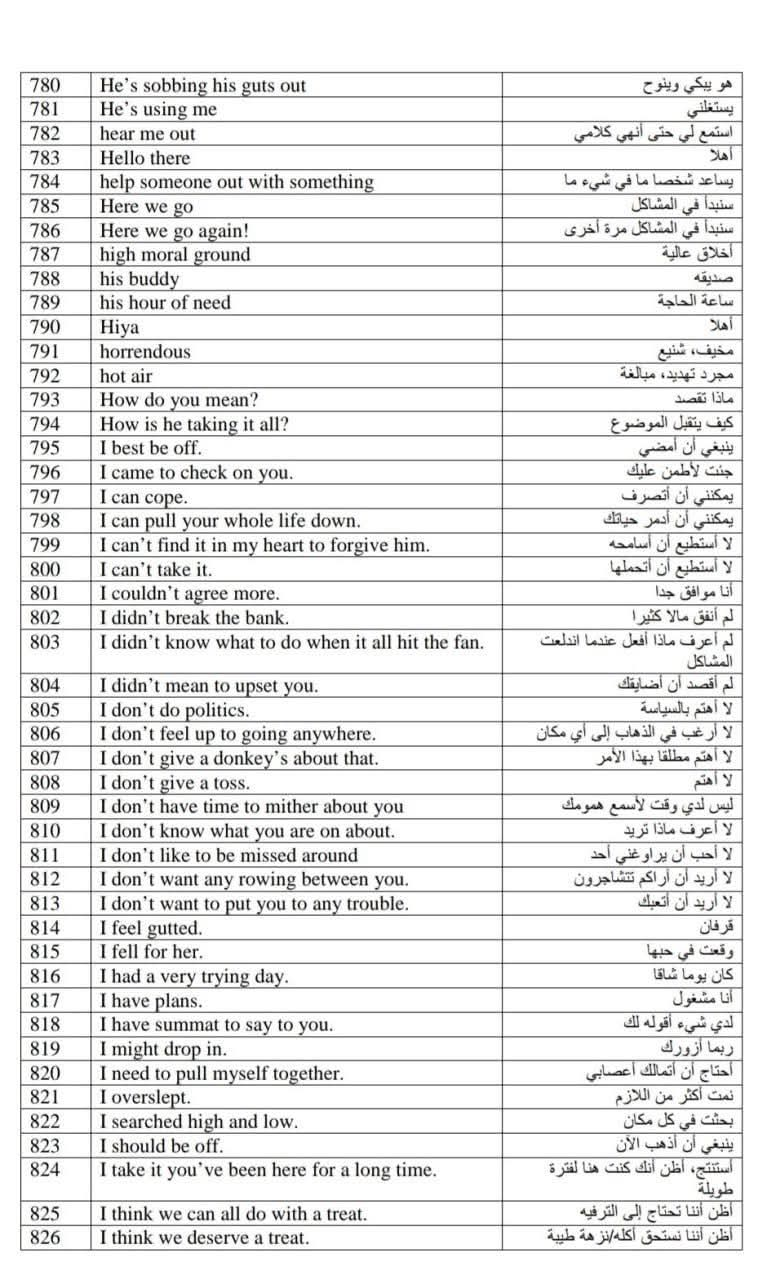 780 He’s sobbing his guts out هو يبكي وينوح
781 He’s using me يستغلني
782 hear me out استمع لي حتى أنهي كلامي
783 Hello there أهلا
784 help someone out with something يساعد شخصا ما في شيء ما
785 Here we go سنبدأ في المشاكل
786 Here we go again! سنبدأ في المشاكل مرة أخرى
787 high moral ground أخلاق عالية
788 his buddy صديقه
789 his hour of need ساعة الحاجة
790 Hiya أهلا
791 horrendous مخيف، شنيع
792 hot air مجرد تهديد، مبالغة
793 How do you mean? ماذا تقصد
794 How is he taking it all? كيف يتقبل الموضوع
795 I best be off. ينبغي أن أمضي
796 I came to check on you. جئت لأطمن عليك
797 I can cope. يمكنني أن أتصرف
798 I can pull your whole life down. يمكنني أن أدمر حياتك
799 I can’t find it in my heart to forgive him. لا أستطيع أن أسامحه
800 I can’t take it. لا أستطيع أن أتحملها
801 I couldn’t agree more. أنا موافق جدا
802 I didn’t break the bank. لم أنفق مالا كثيرا
803 I didn’t know what to do when it all hit the fan. لم أعرف ماذا أفعل عندما اندلعت
المشاكل
804 I didn’t mean to upset you. لم أقصد أن أضايقك
805 I don’t do politics. لا أهتم بالسياسة
806 I don’t feel up to going anywhere. لا أرغب في الذهاب إلى أي مكان
807 I don’t give a donkey’s about that. لا أهتم مطلقا بهذا الأمر
808 I don’t give a toss. لا أهتم
809 I don’t have time to mither about you ليس لدي وقت لأسمع همومك
810 I don’t know what you are on about. لا أعرف ماذا تريد
811 I don’t like to be missed around لا أحب أن يراوغني أحد
812 I don’t want any rowing between you. لا أريد أن أراكم تتشاجرون
813 I don’t want to put you to any trouble. لا أريد أن أتعبك
814 I feel gutted. قرفان
815 I fell for her. وقعت في حبها
816 I had a very trying day. كان يوما شاقا
817 I have plans. أنا مشغول
818 I have summat to say to you. لدي شيء أقوله لك
819 I might drop in. ربما أزورك
820 I need to pull myself together. أحتاج أن أتمالك أعصابي
821 I overslept. نمت أكثر من اللازم
822 I searched high and low. بحثت في كل مكان
823 I should be off. ينبغي أن أذهب الآن
824 I take it you’ve been here for a long time. أستنتج، أظن أنك كنت هنا لفترة
طويلة
825 I think we can all do with a treat. أظن أننا تحتاج إلى الترفيه
826 I think we deserve a treat. أظن أننا نستحق أكله/نزهة طيبة